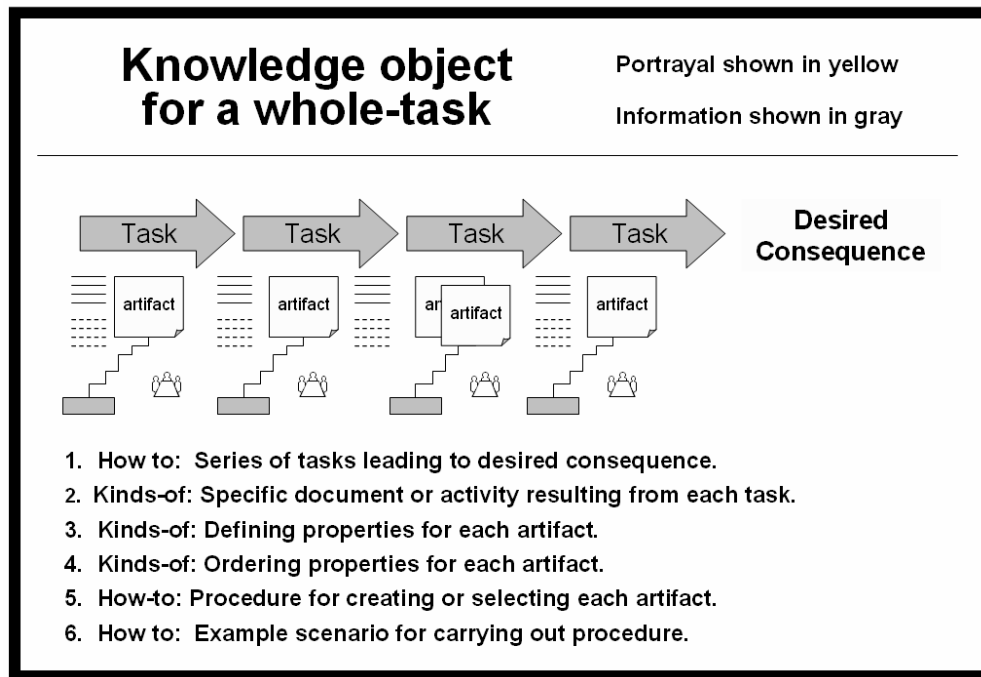 Knowledge object
for a whole-task
Portrayal shown in yellow
Information shown in gray
Task
Task
Task
Task
Desired
Consequence
artifact
artifact
art
artifact
artifact
1. How to: Series of tasks leading to desired consequence.
2. Kinds-of: Specific document or activity resulting from each task.
3. Kinds-of: Defining properties for each artifact.
4. Kinds-of: Ordering properties for each artifact.
5. How-to: Procedure for creating or selecting each artifact.
6. How to: Example scenario for carrying out procedure.